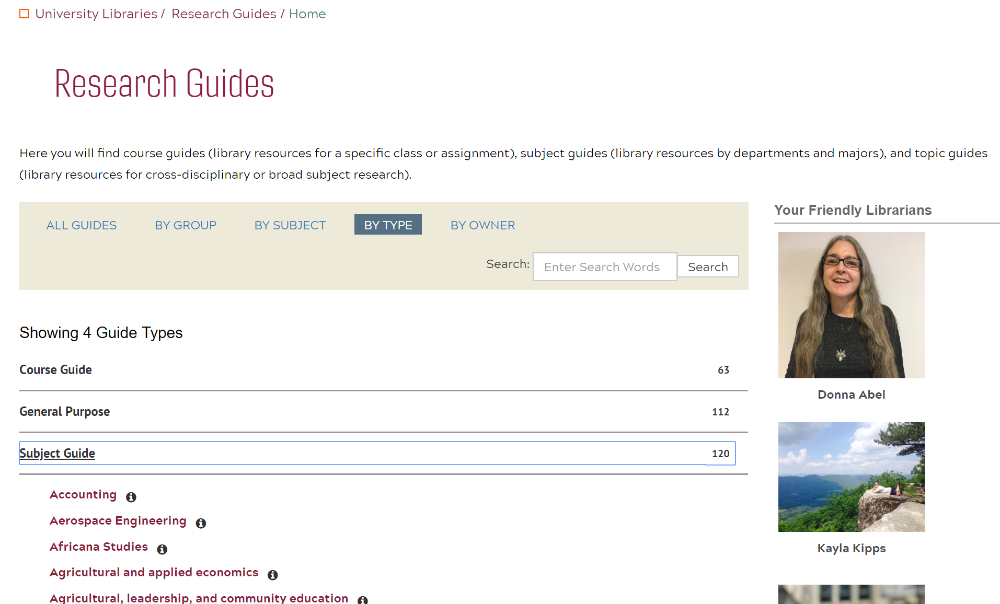 University Libraries / Research Guides / Home
Research Guides
Here you will find course guides (library resources for a specific class or assignment), subject guides (library resources by departments and majors), and topic guides
(library resources for cross-disciplinary or broad subject research).
ALL GUIDES BY GROUP BY SUBJECT BY TYPE BY OWNER
Search: Enter Search Words Search
Showing 4 Guide Types
Course Guide 63
General Purpose 112
Subject Guide 120
Accounting
Aerospace Engineering
Africana Studies
Agricultural and applied economics
Agricultural, leadership, and community education
Your Friendly Librarians
Donna Abel
Kayla Kipps